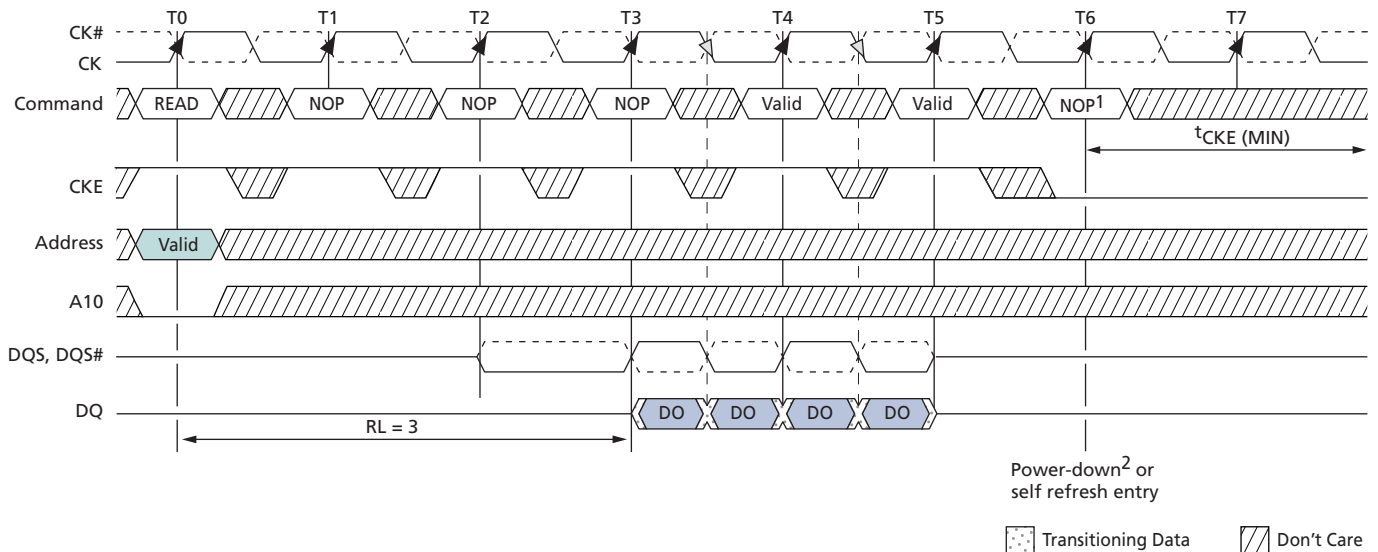 T0 T1 T2 T3 T4 T5 T6 T7
CK#
CK
Command READ NOP NOP NOP Valid Valid NOP1
tCKE (MIN)
CKE
Address Valid
A10
DQS, DQS#
DQ DO DO DO DO
RL = 3
Power-down2 or
self refresh entry
Transitioning Data Don't Care